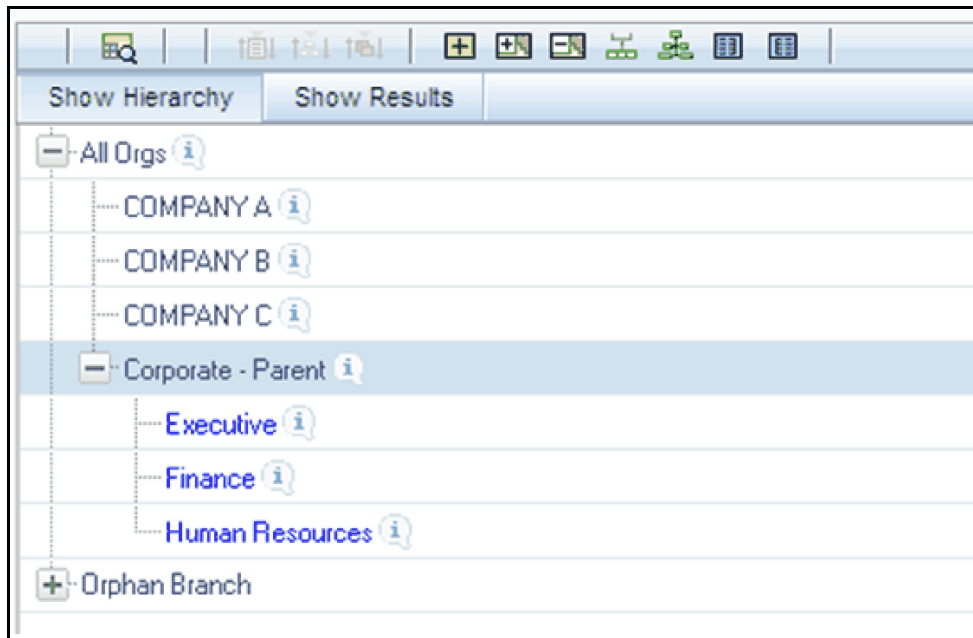 Show Hierarchy Show Results
All Orgs
COMPANY A
COMPANY B
COMPANY C
Corporate - Parent
Executive
Finance
Human Resources
Orphan Branch